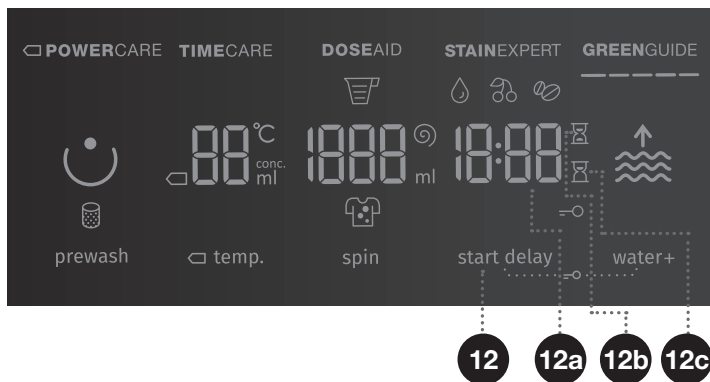 POWERCARE TIMECARE DOSEAID STAINEXPERT GREENGUIDE
88 °C conc. ml 1888 ml 18:88
prewash temp. spin start delay water+
12 12a 12b 12c